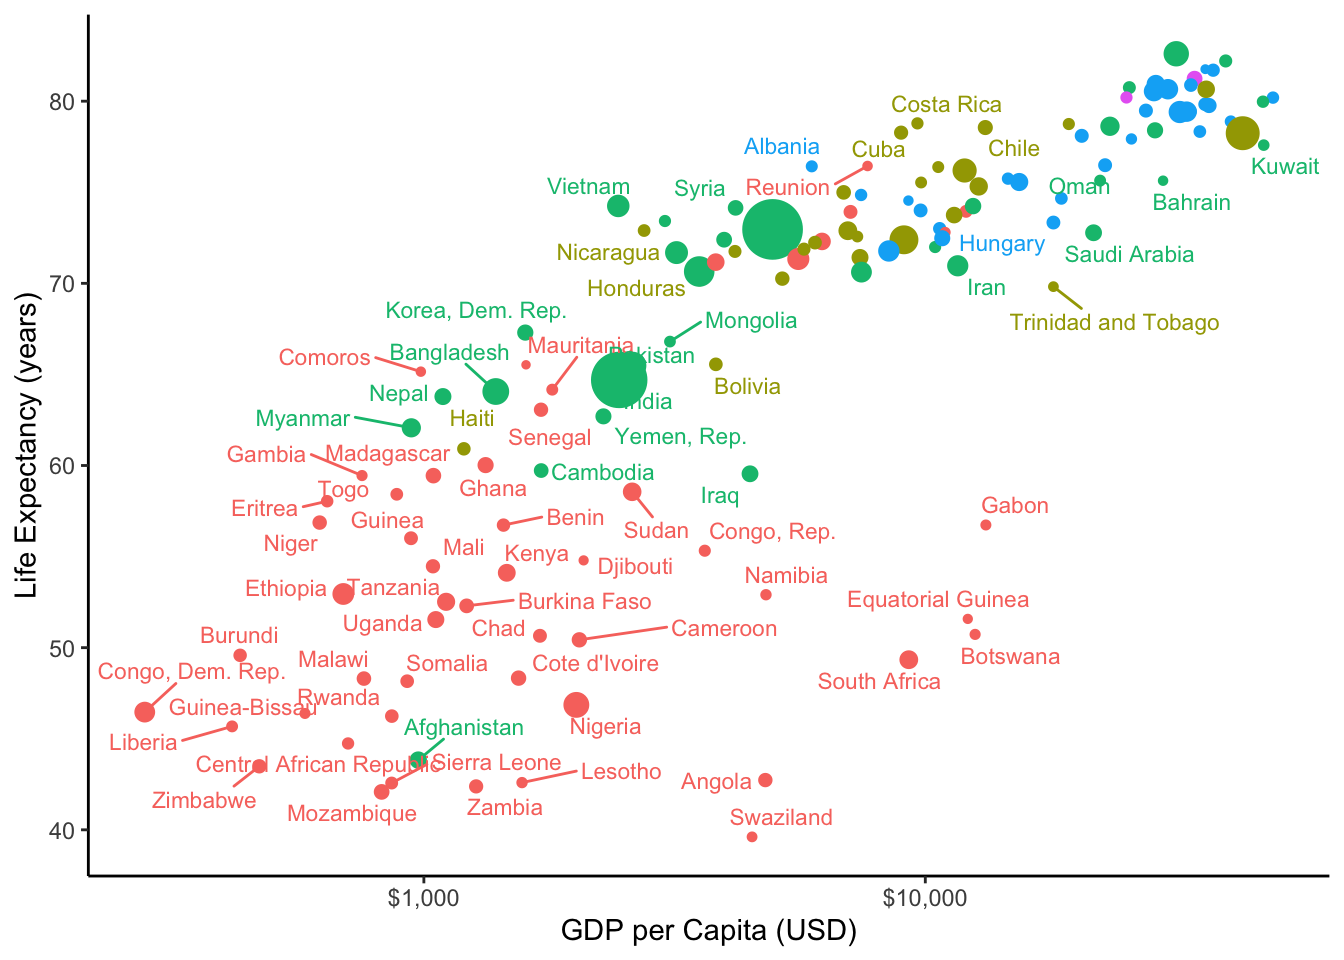 80
70
60
50
40
Life Expectancy (years)
$1,000
$10,000
GDP per Capita (USD)
Costa Rica
Albania
Cuba
Chile
Kuwait
Vietnam
Syria
Reunion
Oman
Bahrain
Nicaragua
Hungary
Saudi Arabia
Honduras
Iran
Korea, Dem. Rep.
Mongolia
Trinidad and Tobago
Comoros
Bangladesh
Mauritania
Pakistan
Nepal
Bolivia
Myanmar
Haiti
India
Senegal
Yemen, Rep.
Gambia
Madagascar
Cambodia
Togo
Ghana
Iraq
Eritrea
Guinea
Benin
Sudan
Congo, Rep.
Gabon
Niger
Mali
Kenya
Djibouti
Namibia
Ethiopia
Tanzania
Burkina Faso
Equatorial Guinea
Uganda
Chad
Cameroon
Burundi
Malawi
Somalia
Cote d'Ivoire
Botswana
Congo, Dem. Rep.
Rwanda
South Africa
Guinea-Bissau
Afghanistan
Nigeria
Liberia
Central African Republic
Sierra Leone
Lesotho
Angola
Zimbabwe
Mozambique
Zambia
Swaziland